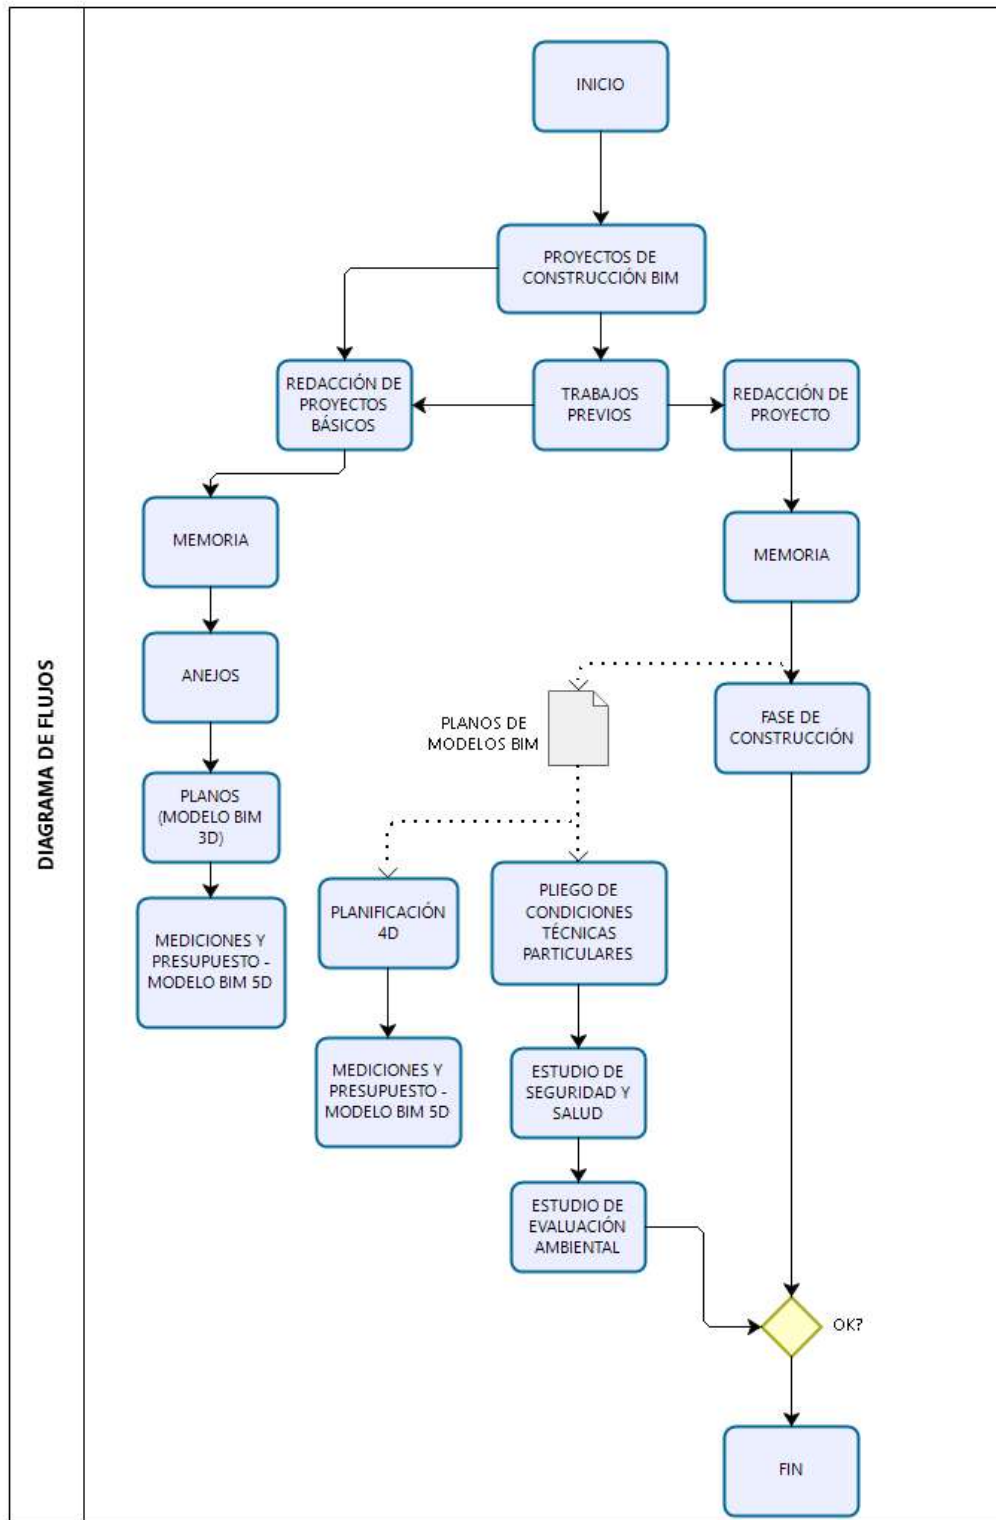 DIAGRAMA DE FLUJOS
INICIO
PROYECTOS DE
CONSTRUCCIÓN BIM
REDACCIÓN DE
PROYECTOS
BÁSICOS
TRABAJOS
PREVIOS
REDACCIÓN DE
PROYECTO
MEMORIA
MEMORIA
ANEJOS
PLANOS DE
MODELOS BIM
FASE DE
CONSTRUCCIÓN
PLANOS
(MODELO BIM
3D)
MEDICIONES Y
PRESUPUESTO -
MODELO BIM 5D
PLANIFICACIÓN
4D
PLIEGO DE
CONDICIONES
TÉCNICAS
PARTICULARES
MEDICIONES Y
PRESUPUESTO -
MODELO BIM 5D
ESTUDIO DE
SEGURIDAD Y
SALUD
ESTUDIO DE
EVALUACIÓN
AMBIENTAL
OK?
FIN